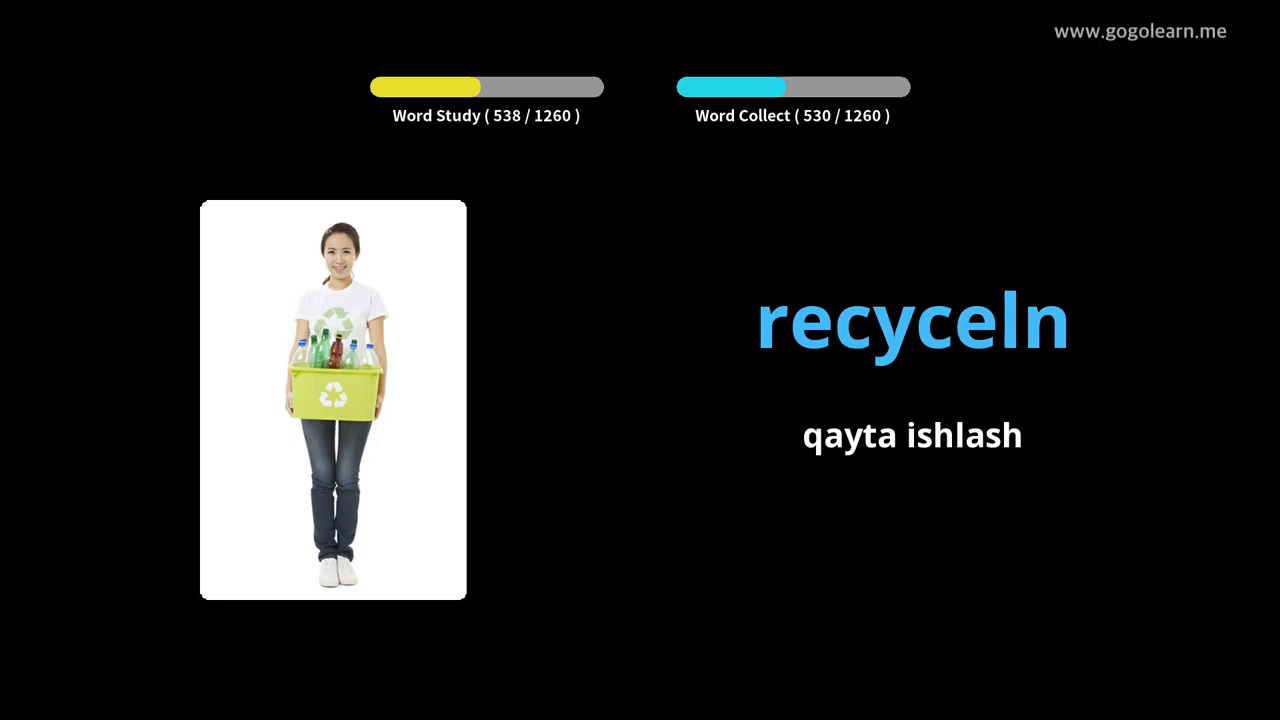 www.gogolearn.me
Word Study ( 538 / 1260 )
Word Collect ( 530 / 1260 )
recyceln
qayta ishlash